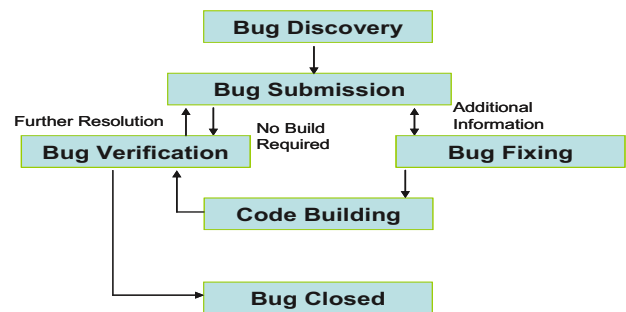 Bug Discovery
Bug Submission
Further Resolution
No Build
Required
Additional
Information
Bug Verification
Bug Fixing
Code Building
Bug Closed